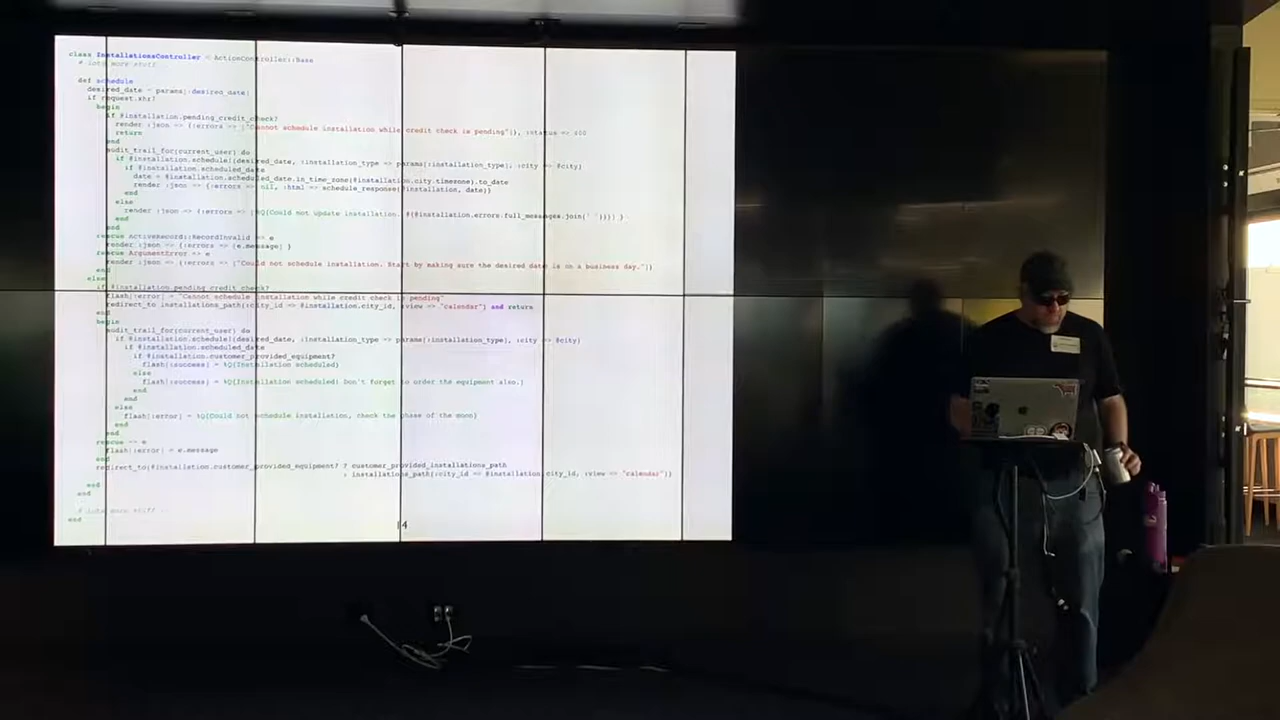 class InstallationsController < ActionController::Base
# lots more stuff
def schedule
desired_date = params[:desired_date]
if request.xhr?
begin
if @installation.pending_credit_check?
render :json => {:errors => ["Cannot schedule installation while credit check is pending"]}, :status => 400
return
end
audit_trail_for(current_user) do
if @installation.schedule!(desired_date, :installation_type => params[:installation_type], :city => @city)
if @installation.scheduled_date
date = @installation.scheduled_date.in_time_zone(@installation.city.timezone).to_date
render :json => {:errors => nil, :html => schedule_response(@installation, date)}
end
else
render :json => {:errors => [%Q{Could not update installation. #{@installation.errors.full_messages.join(' ')}}] }
end
end
rescue ActiveRecord::RecordInvalid => e
render :json => {:errors => [e.message] }
rescue ArgumentError => e
render :json => {:errors => ["Could not schedule installation. Start by making sure the desired date is on a business day."]}
end
else
if @installation.pending_credit_check?
flash[:error] = "Cannot schedule installation while credit check is pending"
redirect_to installations_path(:city_id => @installation.city_id, :view => "calendar") and return
end
begin
audit_trail_for(current_user) do
if @installation.schedule!(desired_date, :installation_type => params[:installation_type], :city => @city)
if @installation.scheduled_date
if @installation.customer_provided_equipment?
flash[:success] = %Q{Installation scheduled}
else
flash[:success] = %Q{Installation scheduled! Don't forget to order the equipment also.}
end
end
else
flash[:error] = %Q{Could not schedule installation, check the phase of the moon}
end
end
rescue => e
flash[:error] = e.message
end
redirect_to(@installation.customer_provided_equipment? ? customer_provided_installations_path
: installations_path(:city_id => @installation.city_id, :view => "calendar"))
end
end
# lots more stuff
end
14